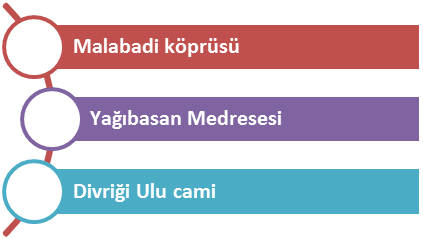 Malabadi köprüsü
Yağıbasan Medresesi
Divriği Ulu cami